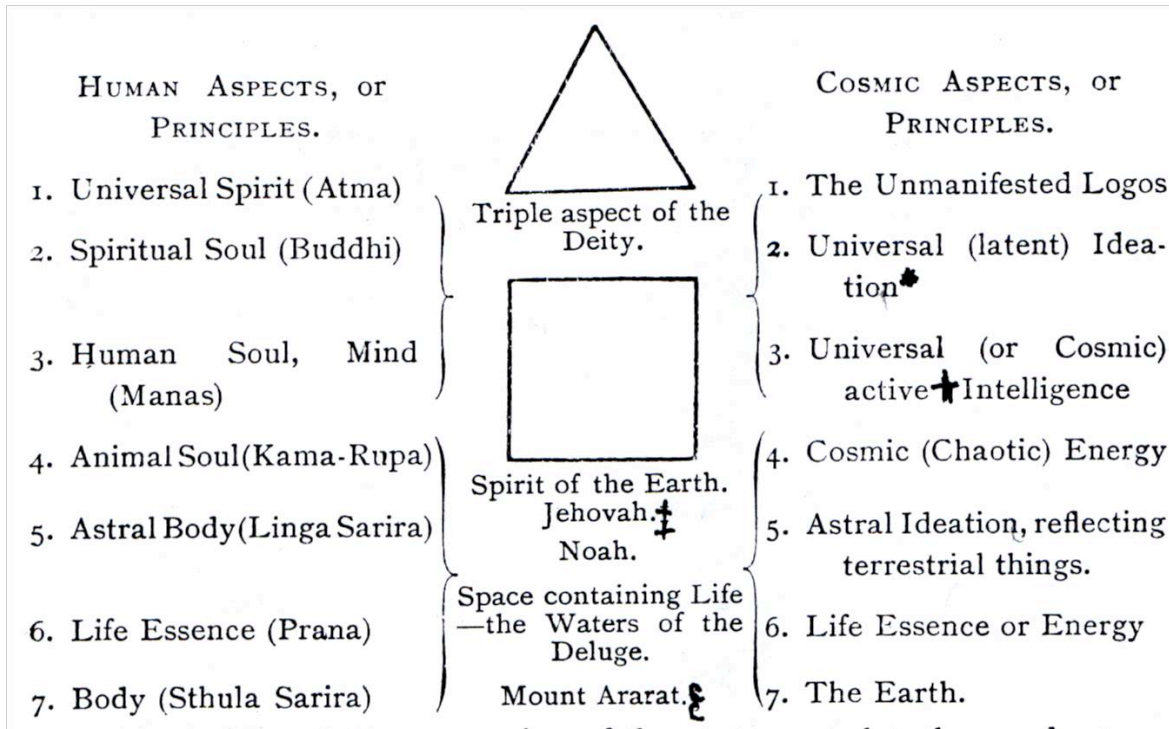 HUMAN ASPECTS, or
PRINCIPLES.
1. Universal Spirit (Atma)
2. Spiritual Soul (Buddhi)
3. Human Soul, Mind
(Manas)
4. Animal Soul (Kama-Rupa)
5. Astral Body (Linga Sarira)
6. Life Essence (Prana)
7. Body (Sthula Sarira)
Triple aspect of the
Deity.
Spirit of the Earth.
Jehovah.‡
Noah.
Space containing Life
—the Waters of the
Deluge.
Mount Ararat.§
COSMIC ASPECTS, or
PRINCIPLES.
1. The Unmanifested Logos
2. Universal (latent) Idea-
tion*
3. Universal (or Cosmic)
active † Intelligence
4. Cosmic (Chaotic) Energy
5. Astral Ideation, reflecting
terrestrial things.
6. Life Essence or Energy
7. The Earth.